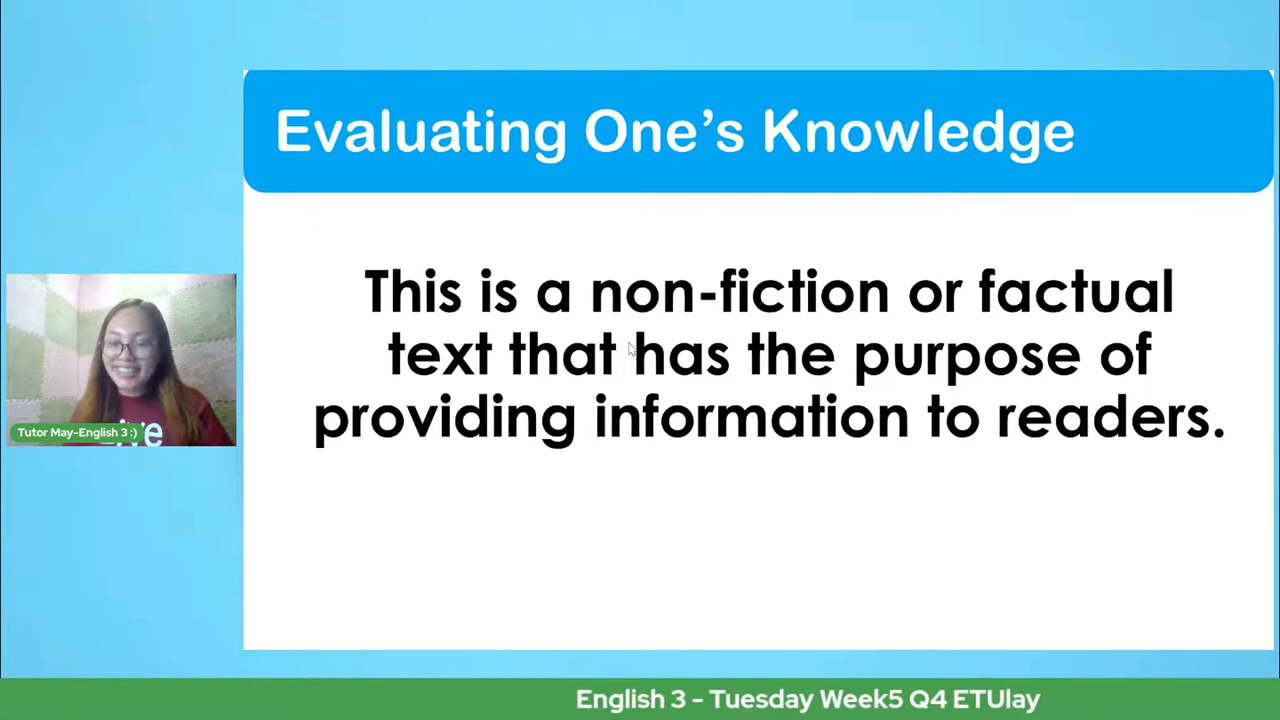 Evaluating One’s Knowledge
This is a non-fiction or factual
text that has the purpose of
providing information to readers.
Tutor May-English 3 :)
English 3 - Tuesday Week5 Q4 ETUlay